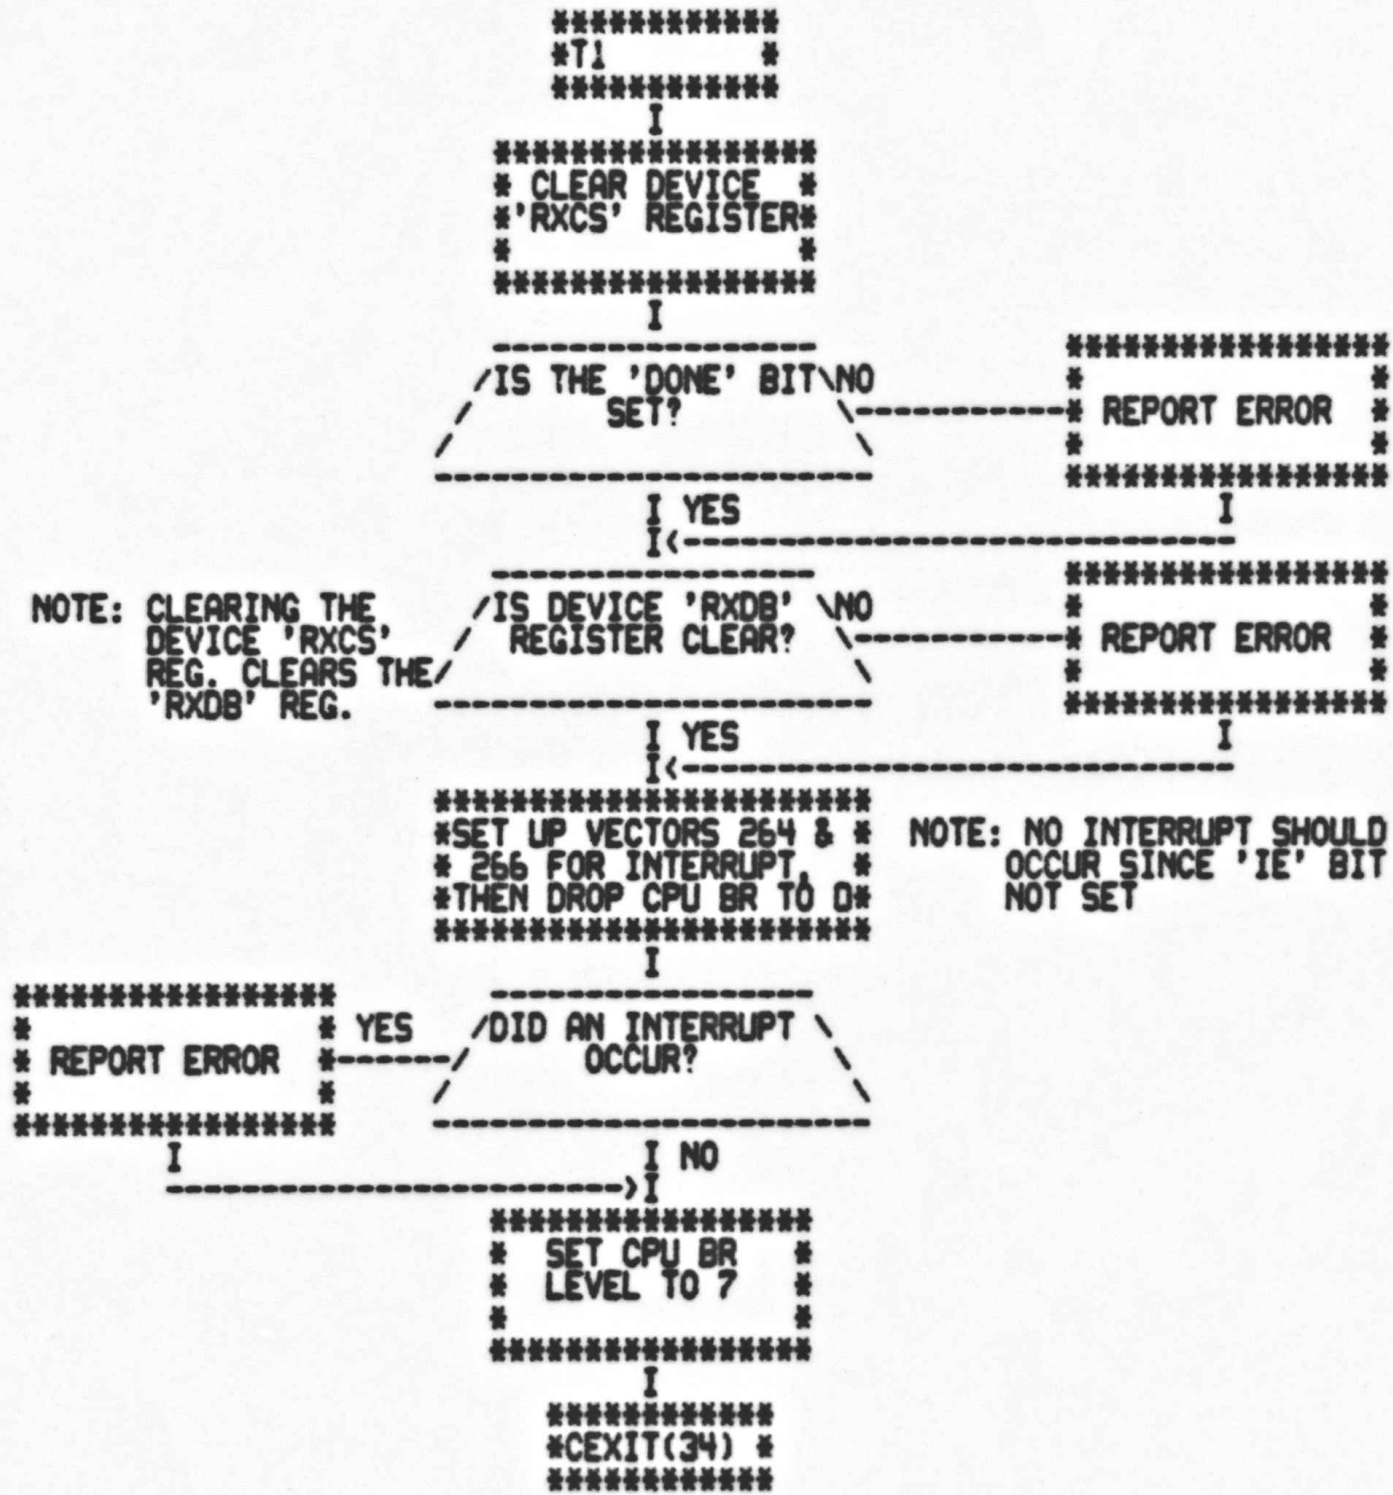 ************
*T1        *
************
I
*****************
* CLEAR DEVICE  *
*'RXCS' REGISTER*
*               *
*****************
I
-----------------
/IS THE 'DONE' BIT\NO
/ SET? \-----------* REPORT ERROR *
I YES
I<-----------------------------
NOTE: CLEARING THE
DEVICE 'RXCS'
REG. CLEARS THE
'RXDB' REG.
/IS DEVICE 'RXDB' \NO
/ REGISTER CLEAR? \-----------* REPORT ERROR *
I YES
I<-----------------------------
***********************
*SET UP VECTORS 264 & *
* 266 FOR INTERRUPT,  *
*THEN DROP CPU BR TO 0*
***********************
NOTE: NO INTERRUPT SHOULD
OCCUR SINCE 'IE' BIT
NOT SET
I
*****************
* REPORT ERROR  *
*****************
YES
/DID AN INTERRUPT \
OCCUR?
I NO
------------------------>I
*****************
*  SET CPU BR   *
*  LEVEL TO 7   *
*               *
*****************
I
************
*CEXIT(34) *
************